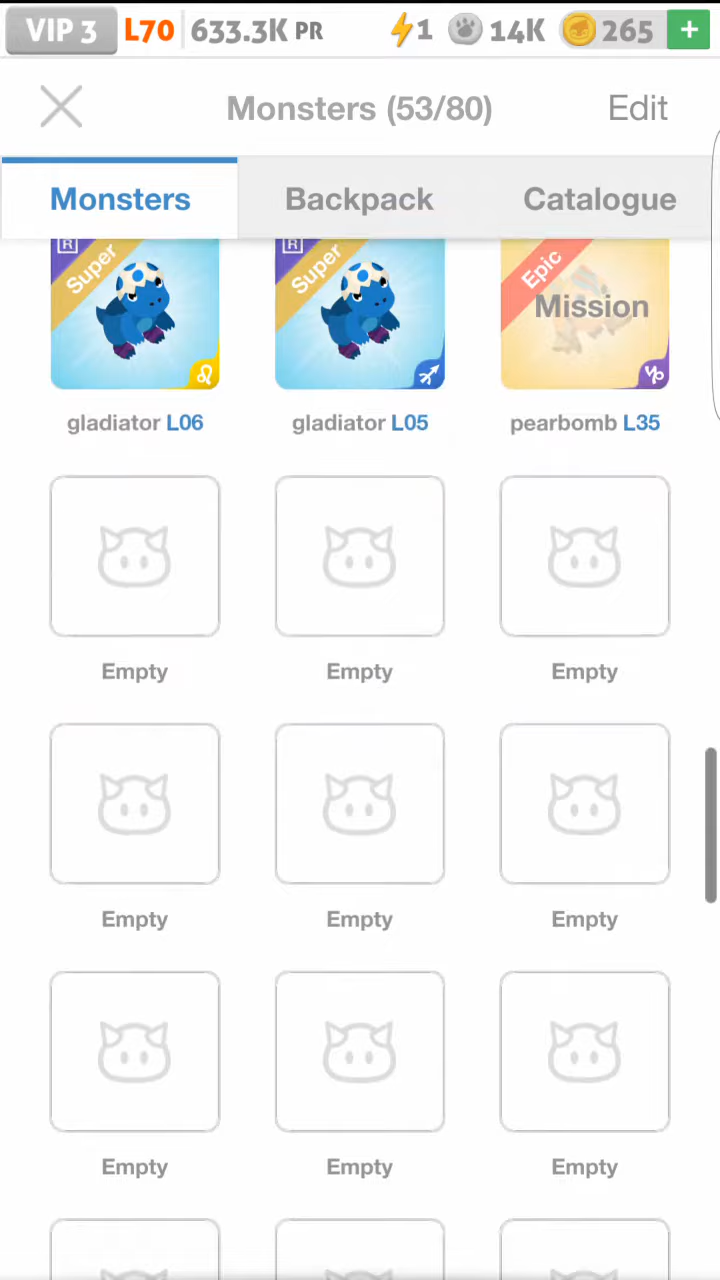 VIP 3 L70 633.3K PR 1 14K 265 +
Monsters (53/80) Edit
Monsters Backpack Catalogue
R Super R Super Epic Mission
gladiator L06 gladiator L05 pearbomb L35
Empty Empty Empty
Empty Empty Empty
Empty Empty Empty